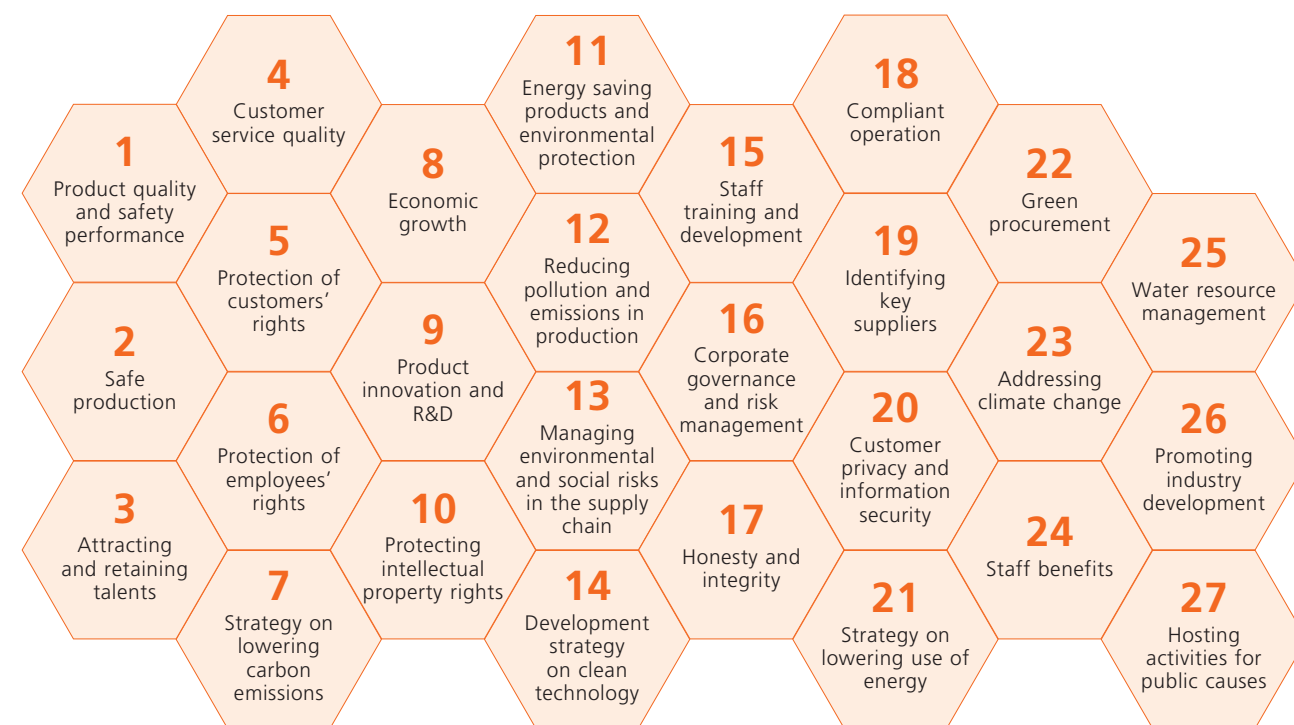 1
Product quality
and safety
performance
2
Safe
production
3
Attracting
and retaining
talents
4
Customer
service quality
5
Protection of
customers’
rights
6
Protection of
employees’
rights
7
Strategy on
lowering
carbon
emissions
8
Economic
growth
9
Product
innovation and
R&D
10
Protecting
intellectual
property rights
11
Energy saving
products and
environmental
protection
12
Reducing
pollution and
emissions in
production
13
Managing
environmental
and social risks
in the supply
chain
14
Development
strategy
on clean
technology
15
Staff
training and
development
16
Corporate
governance
and risk
management
17
Honesty and
integrity
18
Compliant
operation
19
Identifying
key
suppliers
20
Customer
privacy and
information
security
21
Strategy on
lowering use of
energy
22
Green
procurement
23
Addressing
climate change
24
Staff benefits
25
Water resource
management
26
Promoting
industry
development
27
Hosting
activities for
public causes